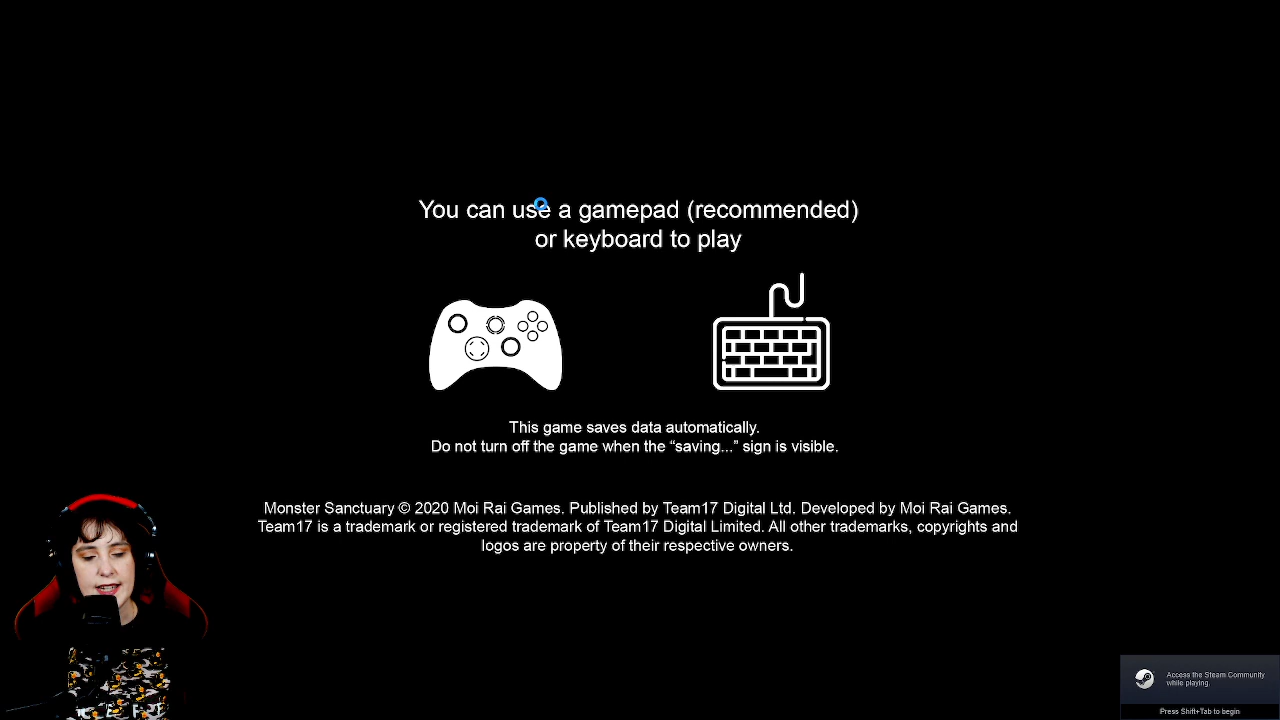 You can use a gamepad (recommended)
or keyboard to play
This game saves data automatically.
Do not turn off the game when the “saving...” sign is visible.
Monster Sanctuary © 2020 Moi Rai Games. Published by Team17 Digital Ltd. Developed by Moi Rai Games.
Team17 is a trademark or registered trademark of Team17 Digital Limited. All other trademarks, copyrights and
logos are property of their respective owners.
Access the Steam Community
while playing.
Press Shift+Tab to begin